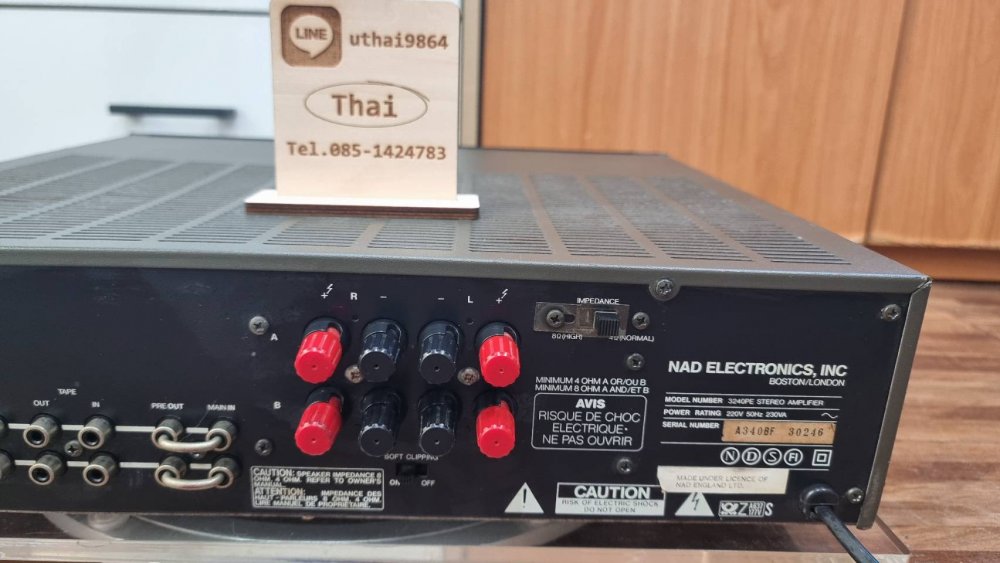 LINE
uthai9864
Thai
Tel.085-1424783
+ R − − L +
A
B
IMPEDANCE
8Ω(HIGH) 4Ω(NORMAL)
MINIMUM 4 OHM A OR/OU B
MINIMUM 8 OHM A AND/ET B
AVIS
RISQUE DE CHOC
ELECTRIQUE·
NE PAS OUVRIR
NAD ELECTRONICS, INC
BOSTON/LONDON
MODEL NUMBER 3240PE STEREO AMPLIFIER
POWER RATING 220V 50Hz 230VA
SERIAL NUMBER A340BF 30246
N D S FI
TAPE
OUT IN
PRE OUT MAIN IN
SOFT CLIPPING
ON OFF
CAUTION: SPEAKER IMPEDANCE 8
OHM. 4 OHM. REFER TO OWNER'S
MANUAL.
ATTENTION: IMPEDANCE DES
HAUT-PARLEURS 8 OHM. 4 OHM.
LIRE MANUEL DE PROPRIETAIRE.
CAUTION
RISK OF ELECTRIC SHOCK
DO NOT OPEN
MADE UNDER LICENCE OF
NAD ENGLAND LTD.